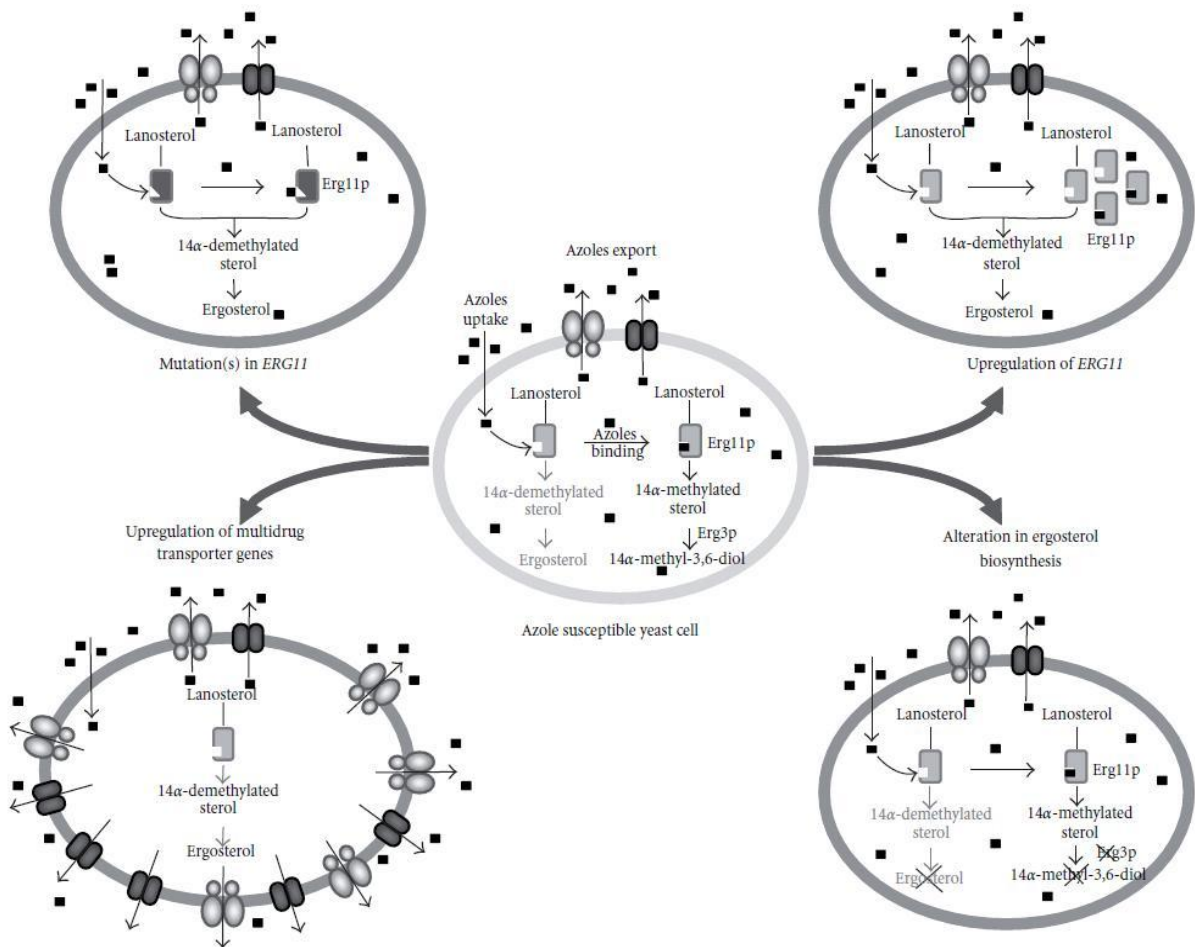 Lanosterol
Lanosterol
Erg11p
14α-demethylated
sterol
Ergosterol
Mutation(s) in ERG11
Lanosterol
Lanosterol
14α-demethylated
sterol
Erg11p
Ergosterol
Upregulation of ERG11
Azoles export
Azoles
uptake
Lanosterol
Lanosterol
Azoles
binding
Erg11p
14α-demethylated
sterol
14α-methylated
sterol
Erg3p
Ergosterol
14α-methyl-3,6-diol
Azole susceptible yeast cell
Upregulation of multidrug
transporter genes
Lanosterol
14α-demethylated
sterol
Ergosterol
Alteration in ergosterol
biosynthesis
Lanosterol
Lanosterol
Erg11p
14α-demethylated
sterol
14α-methylated
sterol
Erg3p
Ergosterol
14α-methyl-3,6-diol